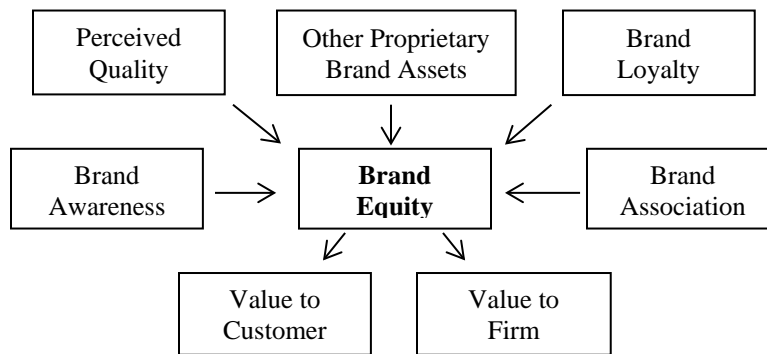 Perceived
Quality
Other Proprietary
Brand Assets
Brand
Loyalty
Brand
Awareness
Brand
Equity
Brand
Association
Value to
Customer
Value to
Firm